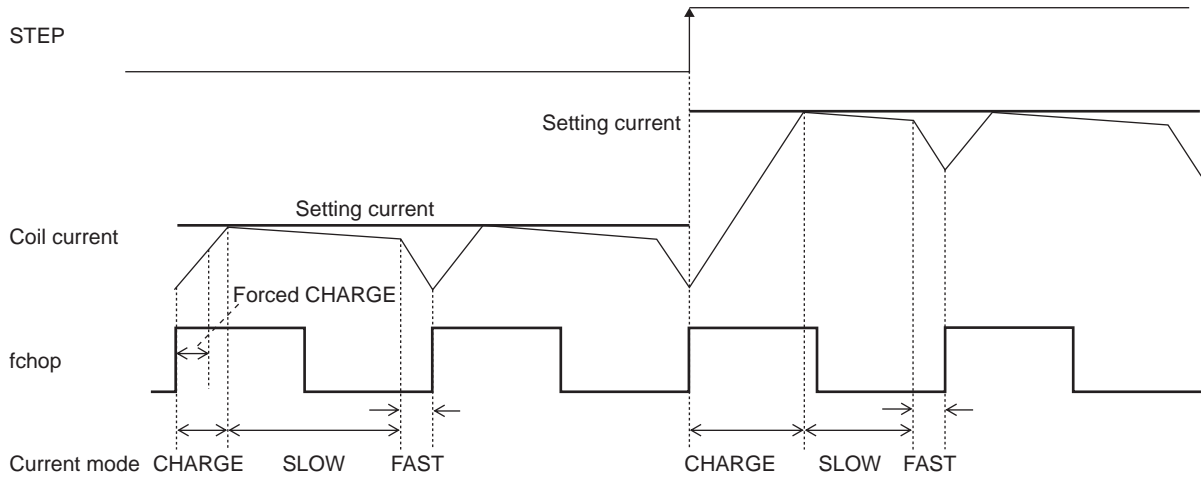 STEP
Setting current
Setting current
Coil current
Forced CHARGE
fchop
Current mode CHARGE SLOW FAST CHARGE SLOW FAST